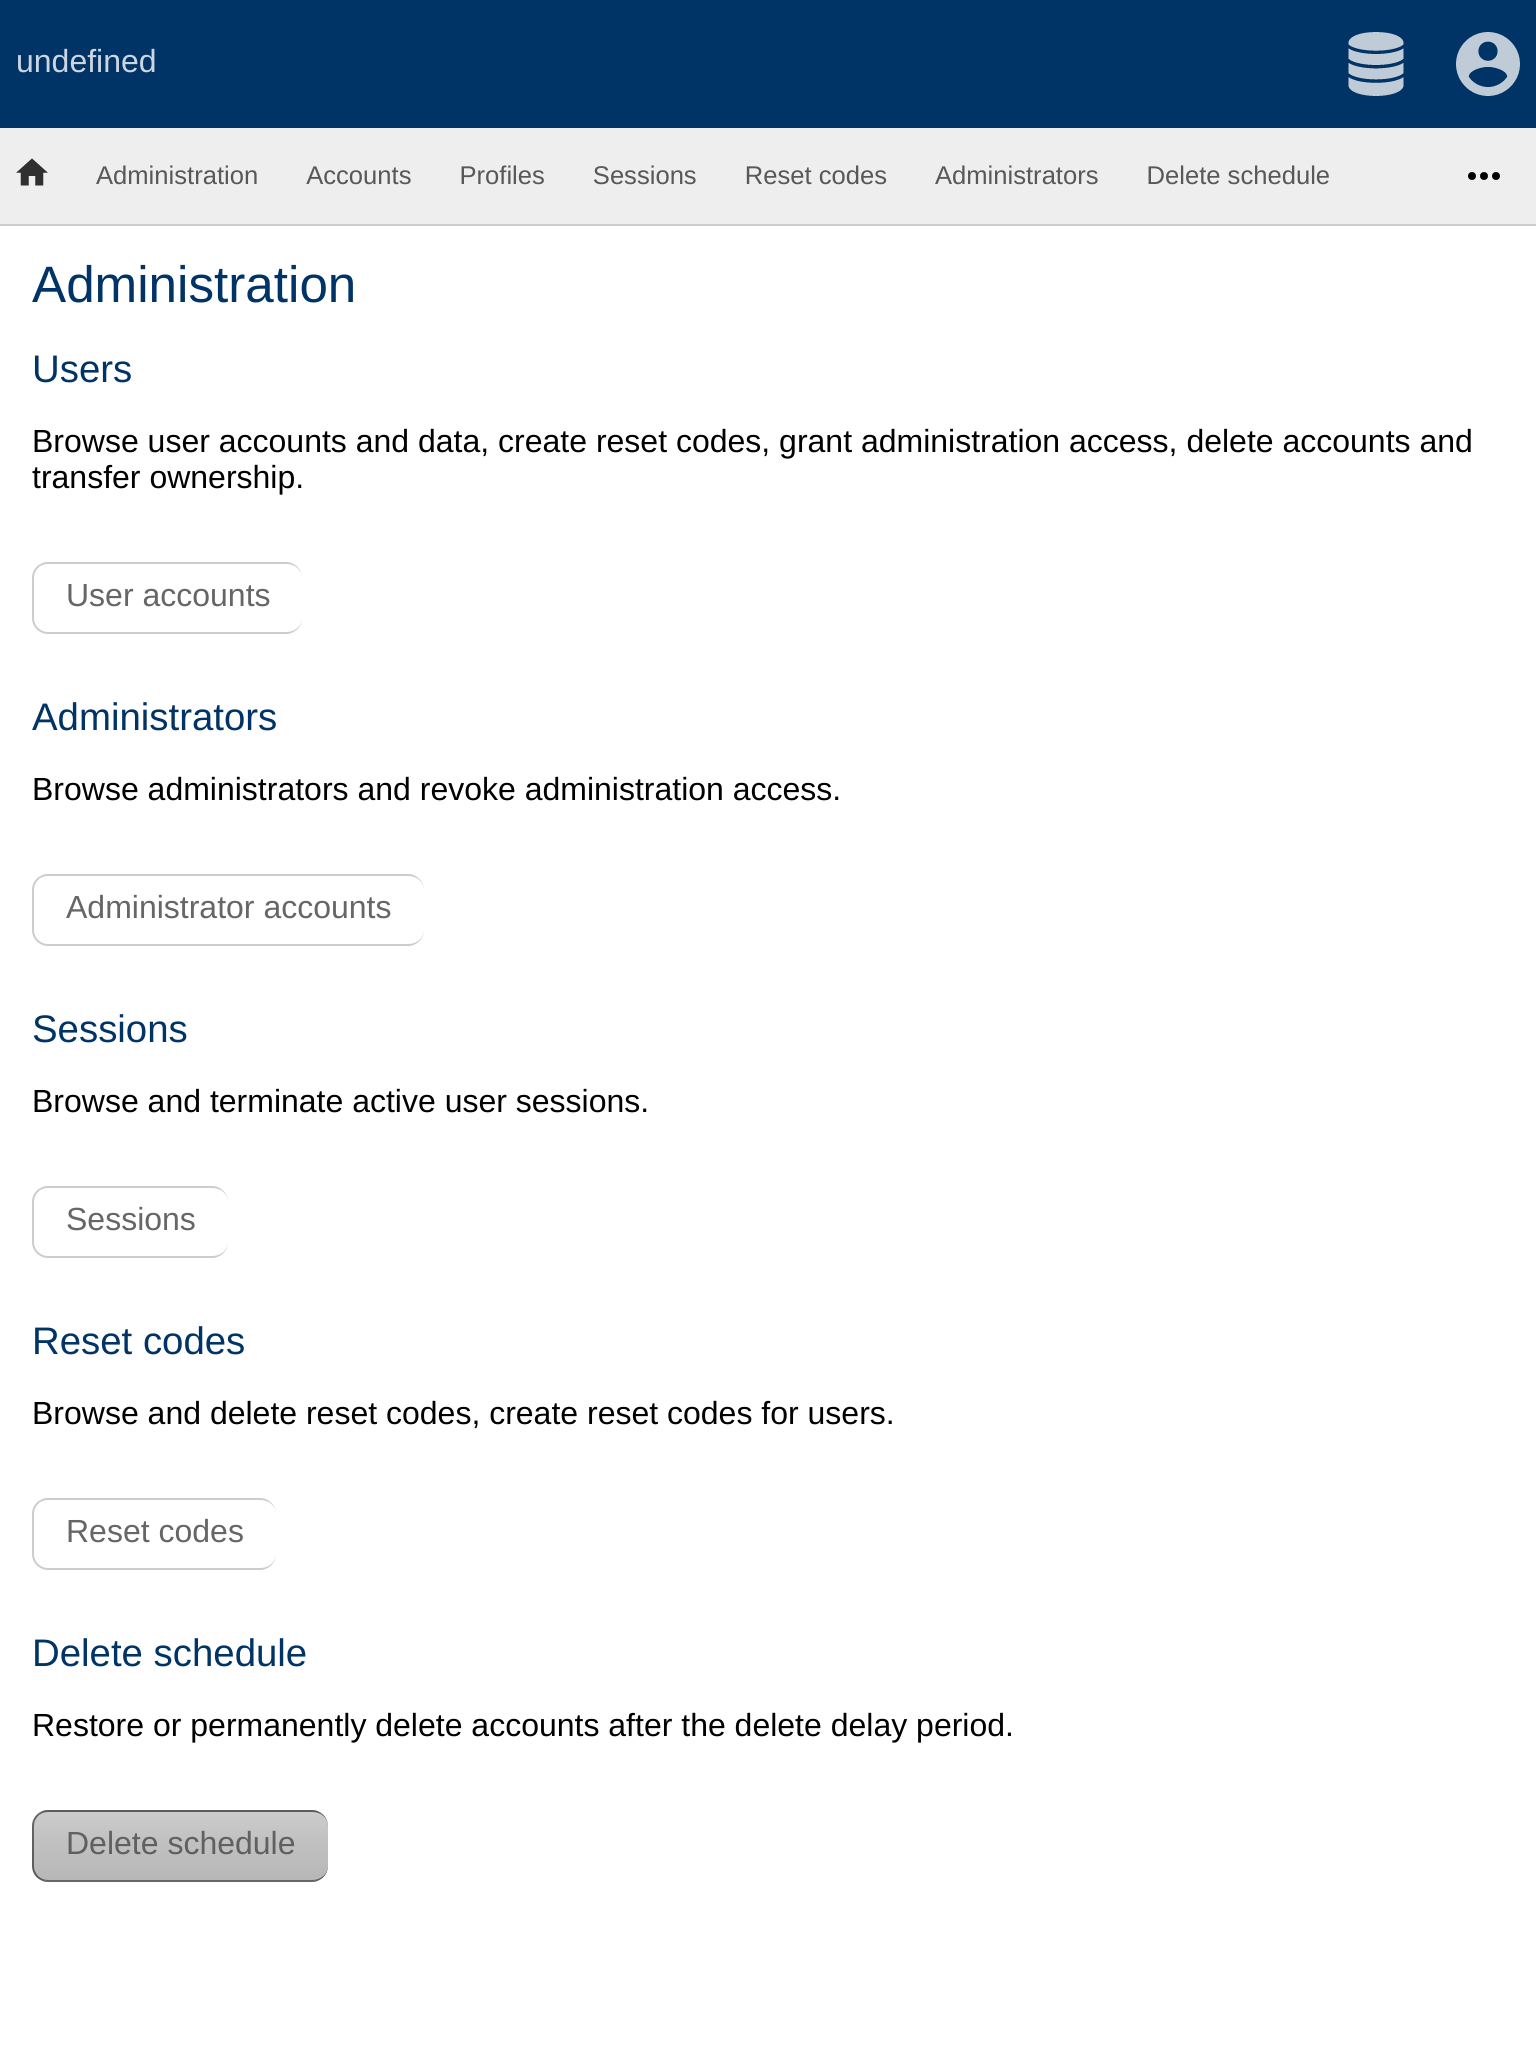 undefined
Administration Accounts Profiles Sessions Reset codes Administrators Delete schedule
Administration
Users
Browse user accounts and data, create reset codes, grant administration access, delete accounts and
transfer ownership.
User accounts
Administrators
Browse administrators and revoke administration access.
Administrator accounts
Sessions
Browse and terminate active user sessions.
Sessions
Reset codes
Browse and delete reset codes, create reset codes for users.
Reset codes
Delete schedule
Restore or permanently delete accounts after the delete delay period.
Delete schedule